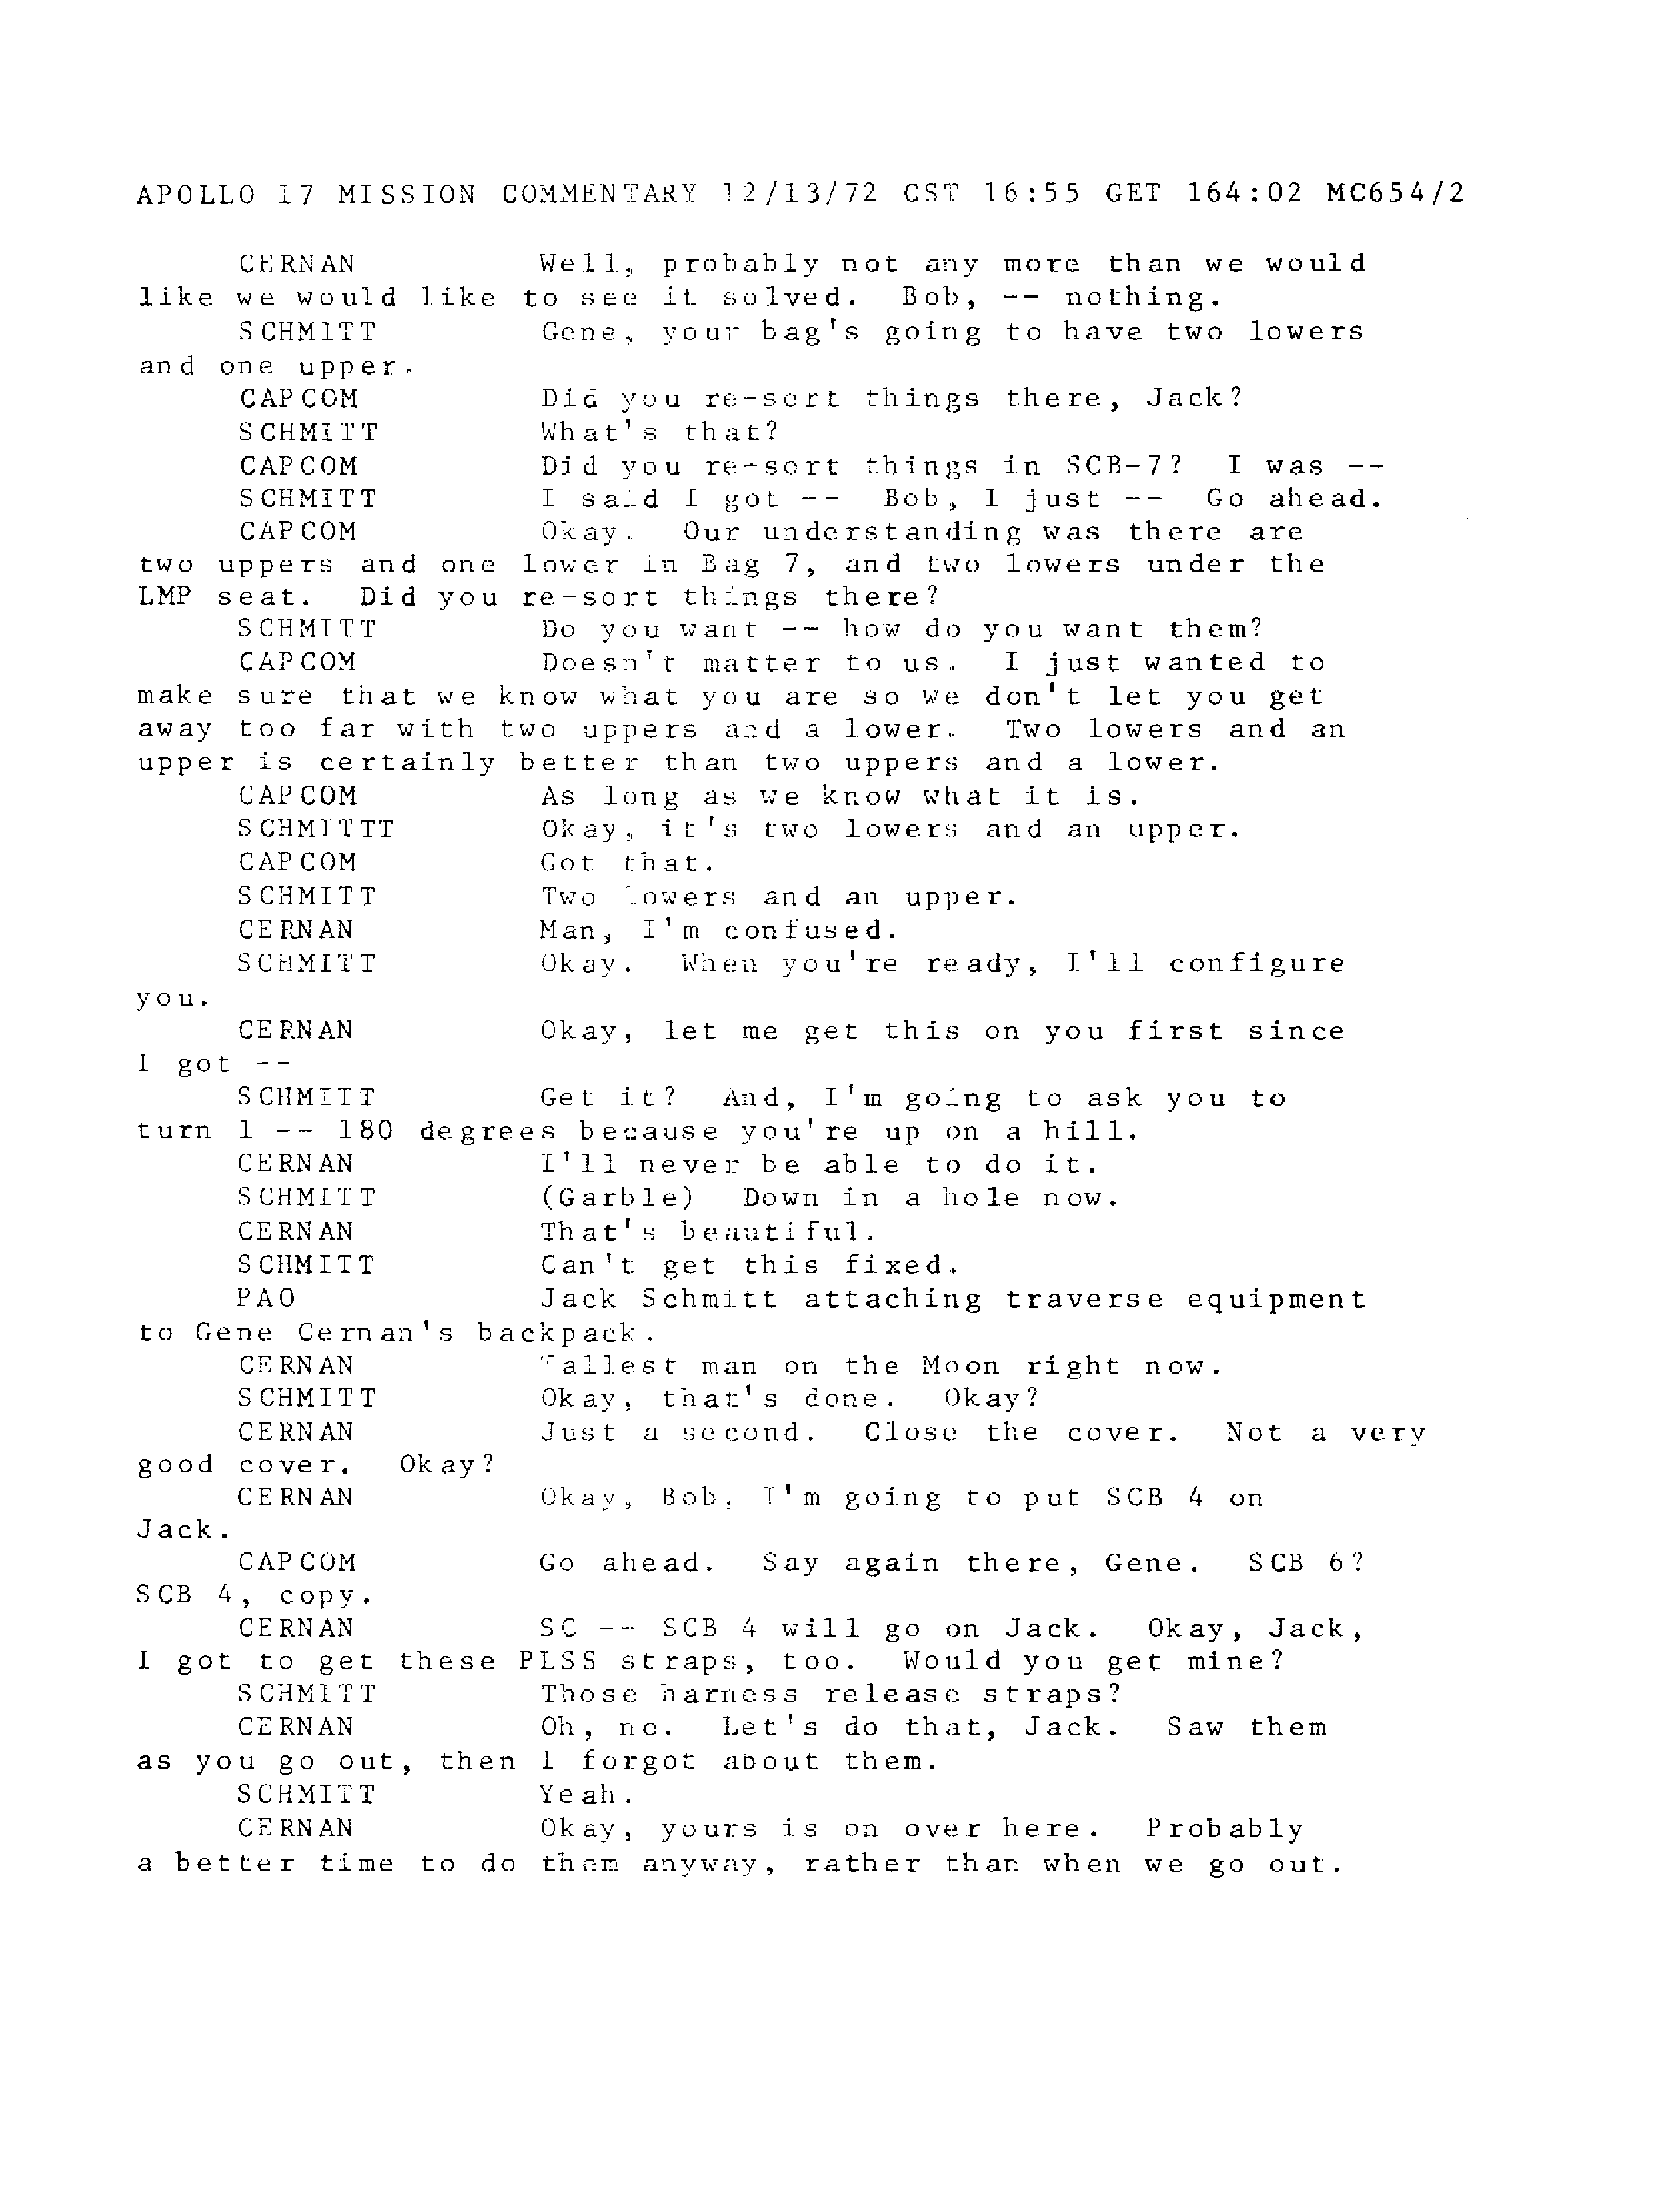 APOLLO 17 MISSION COMMENTARY 12/13/72 CST 16:55 GET 164:02 MC654/2
CERNAN Well, probably not any more than we would
like we would like to see it solved. Bob, -- nothing.
SCHMITT Gene, your bag's going to have two lowers
and one upper.
CAPCOM Did you re-sort things there, Jack?
SCHMITT What's that?
CAPCOM Did you re-sort things in SCB-7? I was --
SCHMITT I said I got -- Bob, I just -- Go ahead.
CAPCOM Okay. Our understanding was there are
two uppers and one lower in Bag 7, and two lowers under the
LMP seat. Did you re-sort things there?
SCHMITT Do you want -- how do you want them?
CAPCOM Doesn't matter to us. I just wanted to
make sure that we know what you are so we don't let you get
away too far with two uppers and a lower. Two lowers and an
upper is certainly better than two uppers and a lower.
CAPCOM As long as we know what it is.
SCHMITTT Okay, it's two lowers and an upper.
CAPCOM Got that.
SCHMITT Two lowers and an upper.
CERNAN Man, I'm confused.
SCHMITT Okay. When you're ready, I'll configure
you.
CERNAN Okay, let me get this on you first since
I got --
SCHMITT Get it? And, I'm going to ask you to
turn 1 -- 180 degrees because you're up on a hill.
CERNAN I'll never be able to do it.
SCHMITT (Garble) Down in a hole now.
CERNAN That's beautiful.
SCHMITT Can't get this fixed.
PAO Jack Schmitt attaching traverse equipment
to Gene Cernan's backpack.
CERNAN Tallest man on the Moon right now.
SCHMITT Okay, that's done. Okay?
CERNAN Just a second. Close the cover. Not a very
good cover. Okay?
CERNAN Okay, Bob, I'm going to put SCB 4 on
Jack.
CAPCOM Go ahead. Say again there, Gene. SCB 6?
SCB 4, copy.
CERNAN SC -- SCB 4 will go on Jack. Okay, Jack,
I got to get these PLSS straps, too. Would you get mine?
SCHMITT Those harness release straps?
CERNAN Oh, no. Let's do that, Jack. Saw them
as you go out, then I forgot about them.
SCHMITT Yeah.
CERNAN Okay, yours is on over here. Probably
a better time to do them anyway, rather than when we go out.